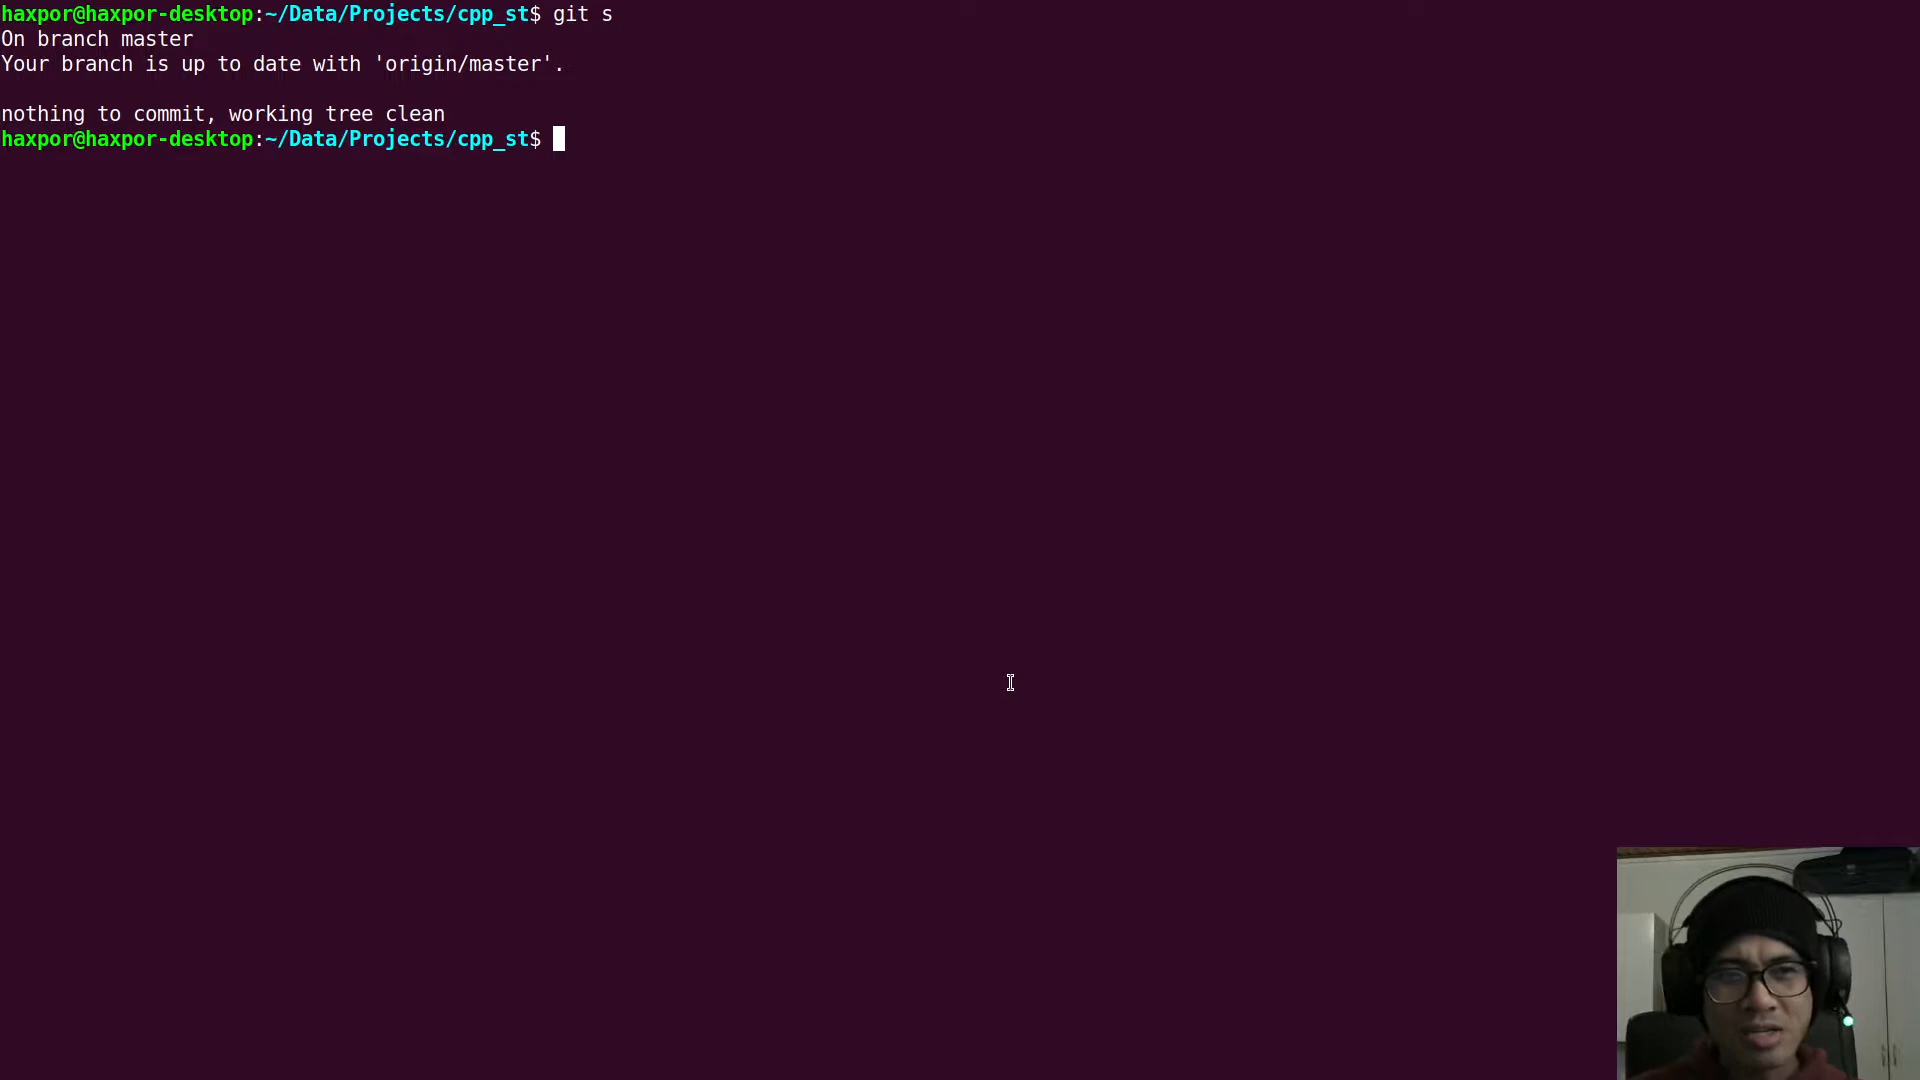 haxpor@haxpor-desktop:~/Data/Projects/cpp_st$ git s
On branch master
Your branch is up to date with 'origin/master'.
nothing to commit, working tree clean
haxpor@haxpor-desktop:~/Data/Projects/cpp_st$